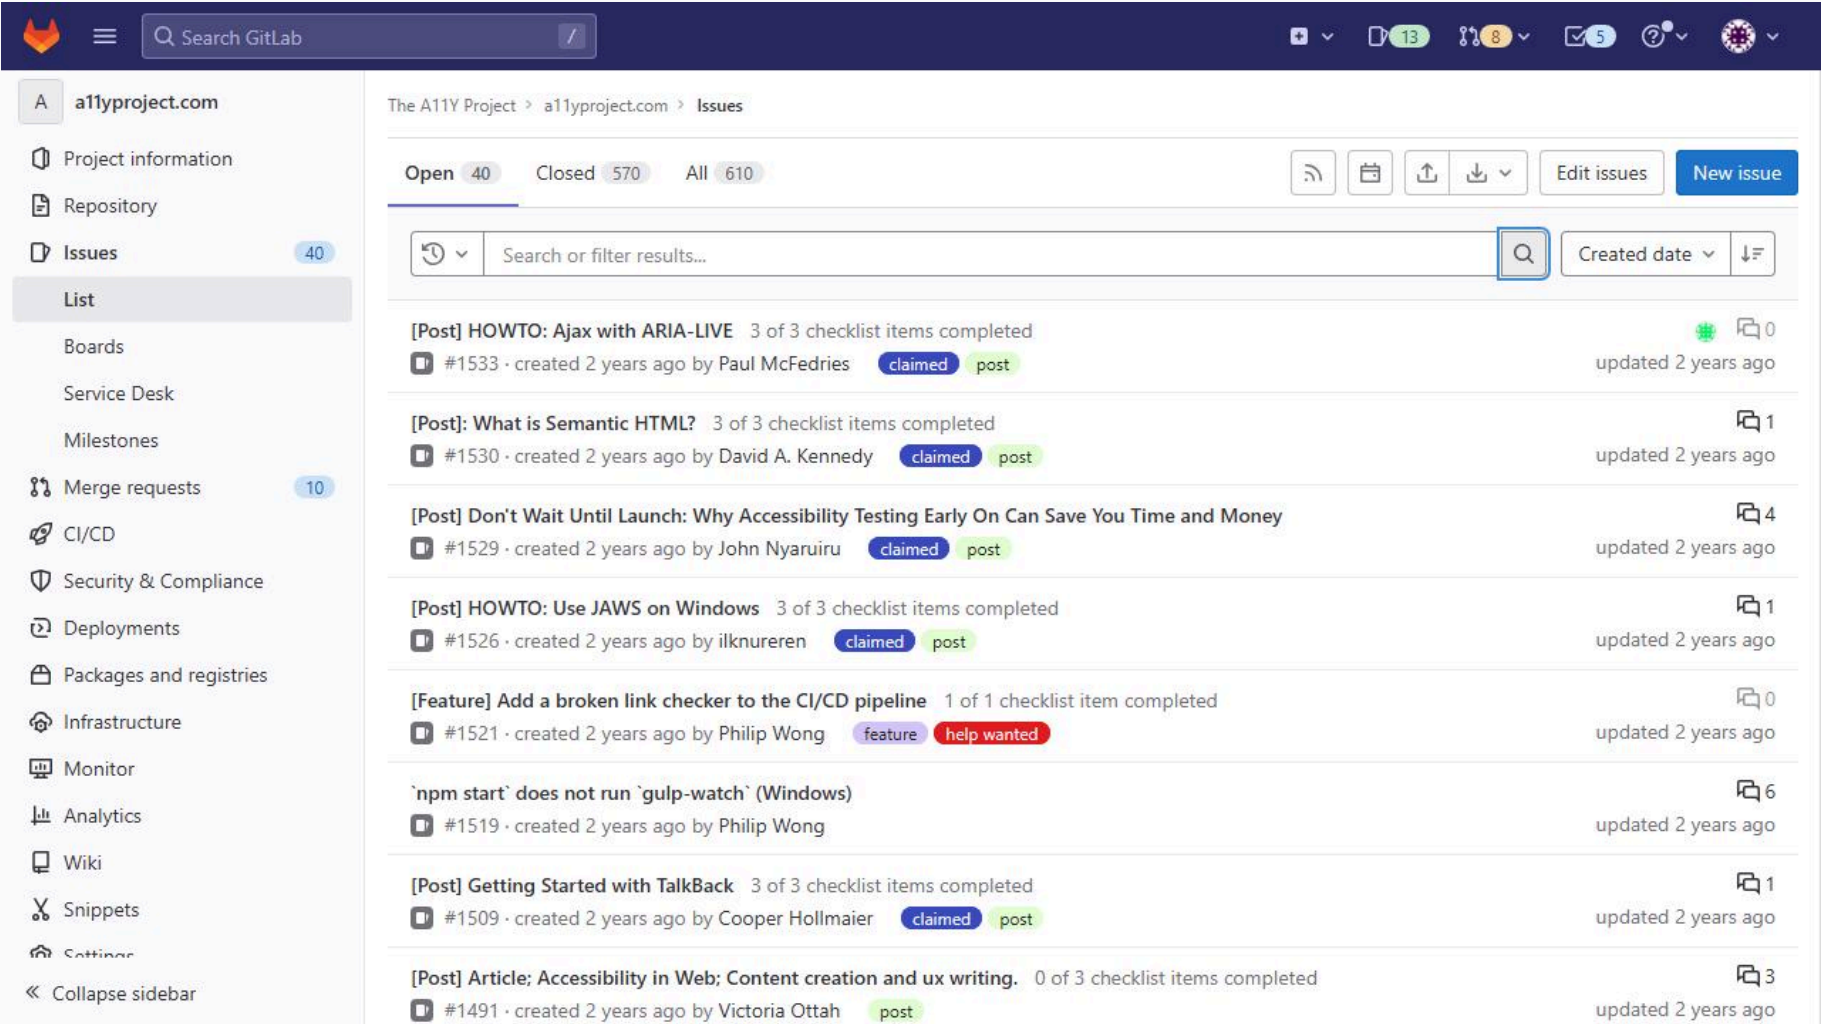 Search GitLab /
13 8 5
A a11yproject.com
Project information
Repository
Issues 40
List
Boards
Service Desk
Milestones
Merge requests 10
CI/CD
Security & Compliance
Deployments
Packages and registries
Infrastructure
Monitor
Analytics
Wiki
Snippets
Settings
Collapse sidebar
The A11Y Project > a11yproject.com > Issues
Open 40 Closed 570 All 610
Edit issues New issue
Search or filter results...
Created date
[Post] HOWTO: Ajax with ARIA-LIVE 3 of 3 checklist items completed 0
#1533 · created 2 years ago by Paul McFedries claimed post updated 2 years ago
[Post]: What is Semantic HTML? 3 of 3 checklist items completed 1
#1530 · created 2 years ago by David A. Kennedy claimed post updated 2 years ago
[Post] Don't Wait Until Launch: Why Accessibility Testing Early On Can Save You Time and Money 4
#1529 · created 2 years ago by John Nyaruiru claimed post updated 2 years ago
[Post] HOWTO: Use JAWS on Windows 3 of 3 checklist items completed 1
#1526 · created 2 years ago by ilknureren claimed post updated 2 years ago
[Feature] Add a broken link checker to the CI/CD pipeline 1 of 1 checklist item completed 0
#1521 · created 2 years ago by Philip Wong feature help wanted updated 2 years ago
`npm start` does not run `gulp-watch` (Windows) 6
#1519 · created 2 years ago by Philip Wong updated 2 years ago
[Post] Getting Started with TalkBack 3 of 3 checklist items completed 1
#1509 · created 2 years ago by Cooper Hollmaier claimed post updated 2 years ago
[Post] Article; Accessibility in Web; Content creation and ux writing. 0 of 3 checklist items completed 3
#1491 · created 2 years ago by Victoria Ottah post updated 2 years ago